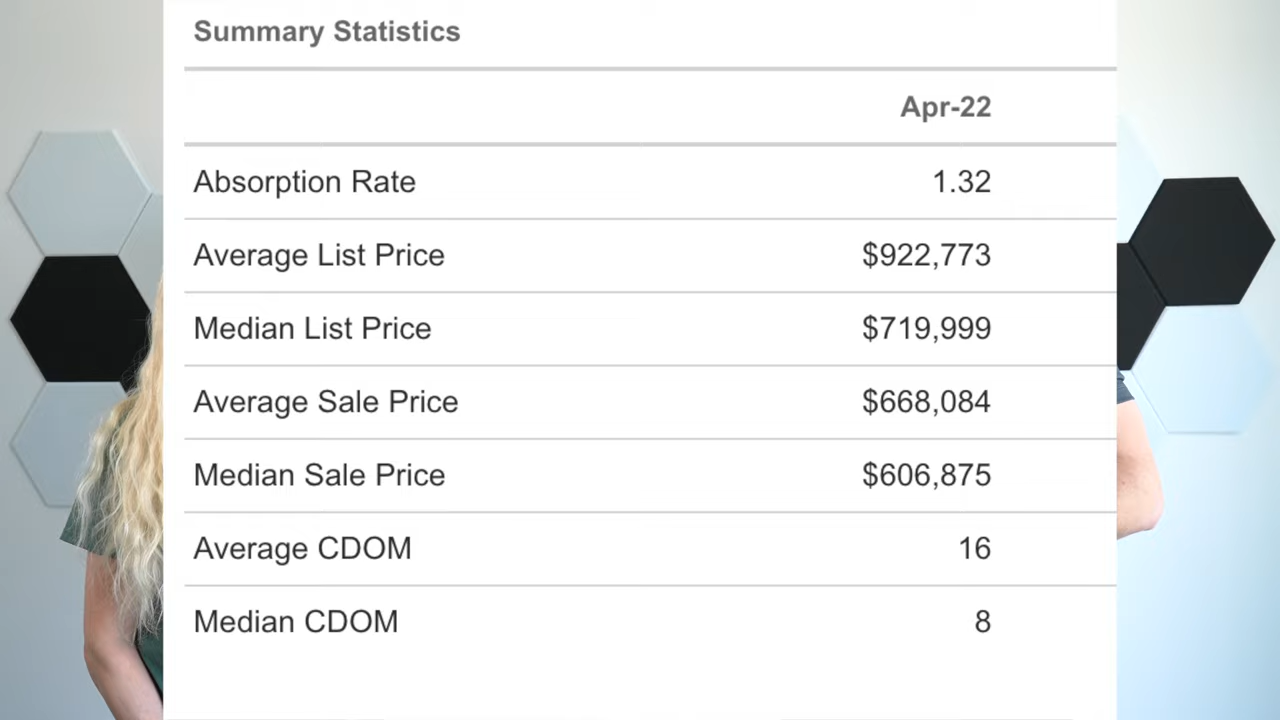 Summary Statistics
Apr-22
Absorption Rate 1.32
Average List Price $922,773
Median List Price $719,999
Average Sale Price $668,084
Median Sale Price $606,875
Average CDOM 16
Median CDOM 8